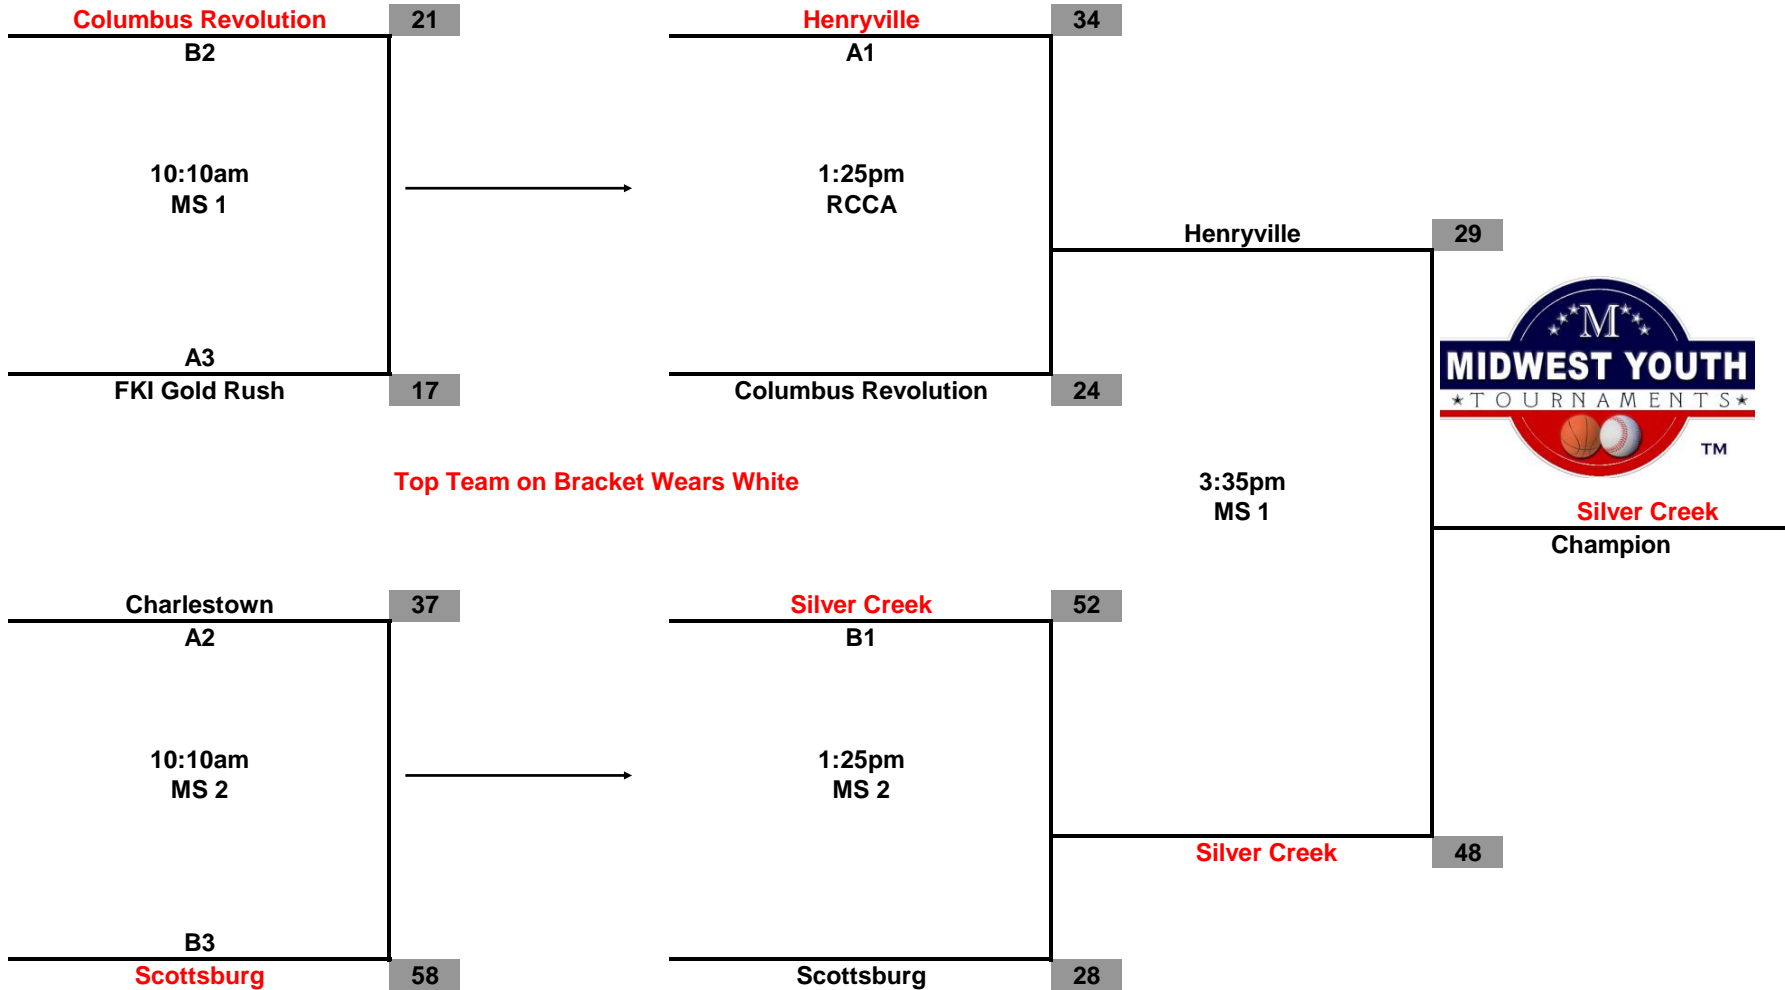 Columbus Revolution 21
B2
10:10am
MS 1
A3
FKI Gold Rush 17
Henryville 34
A1
1:25pm
RCCA
Columbus Revolution 24
Henryville 29
M
MIDWEST YOUTH
★TOURNAMENTS★
TM
Top Team on Bracket Wears White
3:35pm
MS 1
Silver Creek
Champion
Charlestown 37
A2
10:10am
MS 2
B3
Scottsburg 58
Silver Creek 52
B1
1:25pm
MS 2
Scottsburg 28
Silver Creek 48